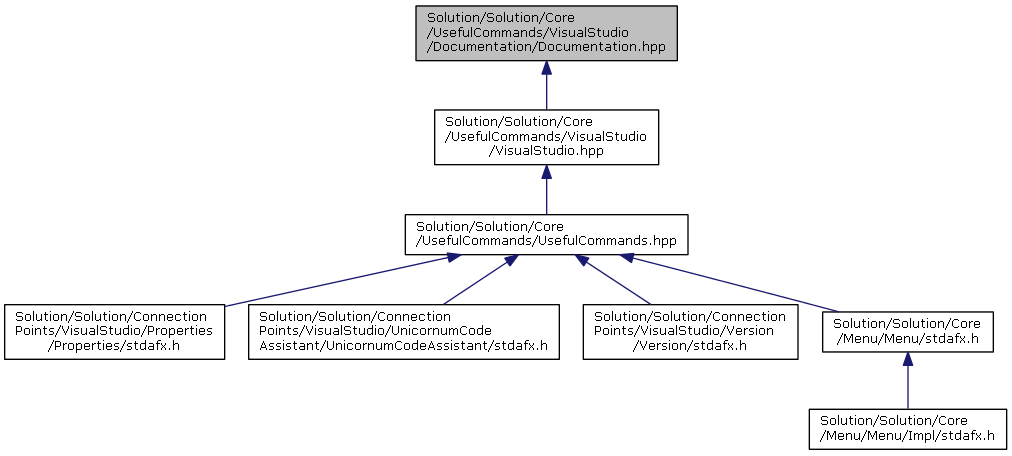 Solution/Solution/Core
/UsefulCommands/VisualStudio
/Documentation/Documentation.hpp
Solution/Solution/Core
/UsefulCommands/VisualStudio
/VisualStudio.hpp
Solution/Solution/Core
/UsefulCommands/UsefulCommands.hpp
Solution/Solution/Connection
Points/VisualStudio/Properties
/Properties/stdafx.h
Solution/Solution/Connection
Points/VisualStudio/UnicornumCode
Assistant/UnicornumCodeAssistant/stdafx.h
Solution/Solution/Connection
Points/VisualStudio/Version
/Version/stdafx.h
Solution/Solution/Core
/Menu/Menu/stdafx.h
Solution/Solution/Core
/Menu/Menu/Impl/stdafx.h